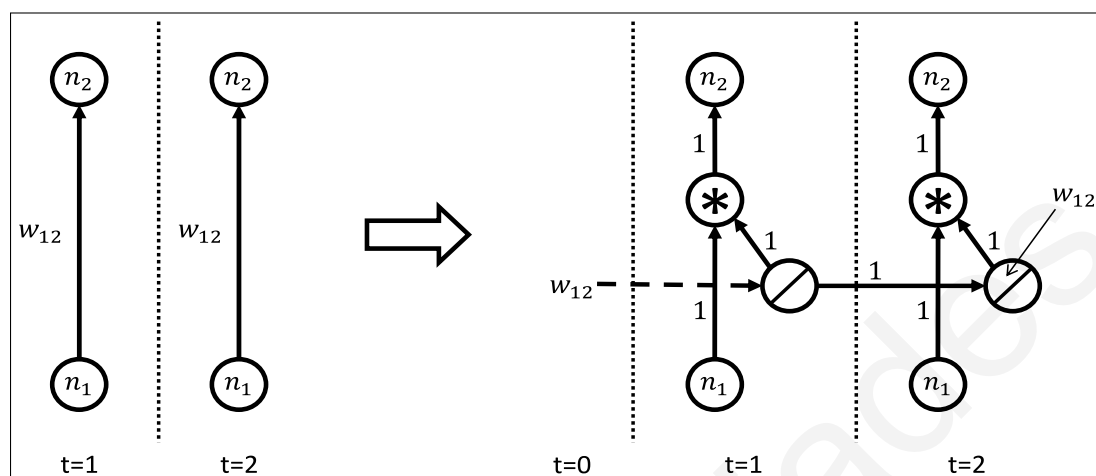 n₂ n₂ n₂ n₂
1 1
* * w₁₂
w₁₂ w₁₂ 1 1
w₁₂ 1 1 1
n₁ n₁ n₁ n₁
t=1 t=2 t=0 t=1 t=2
ades